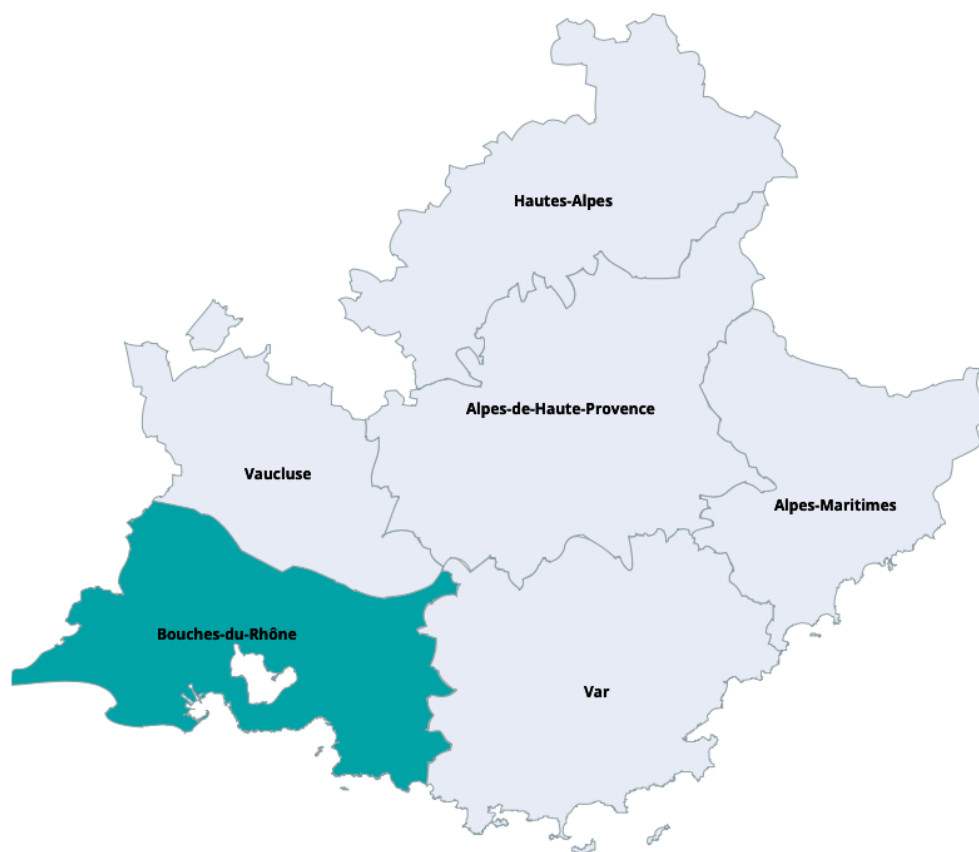 Hautes-Alpes
Alpes-de-Haute-Provence
Vaucluse
Alpes-Maritimes
Bouches-du-Rhône
Var